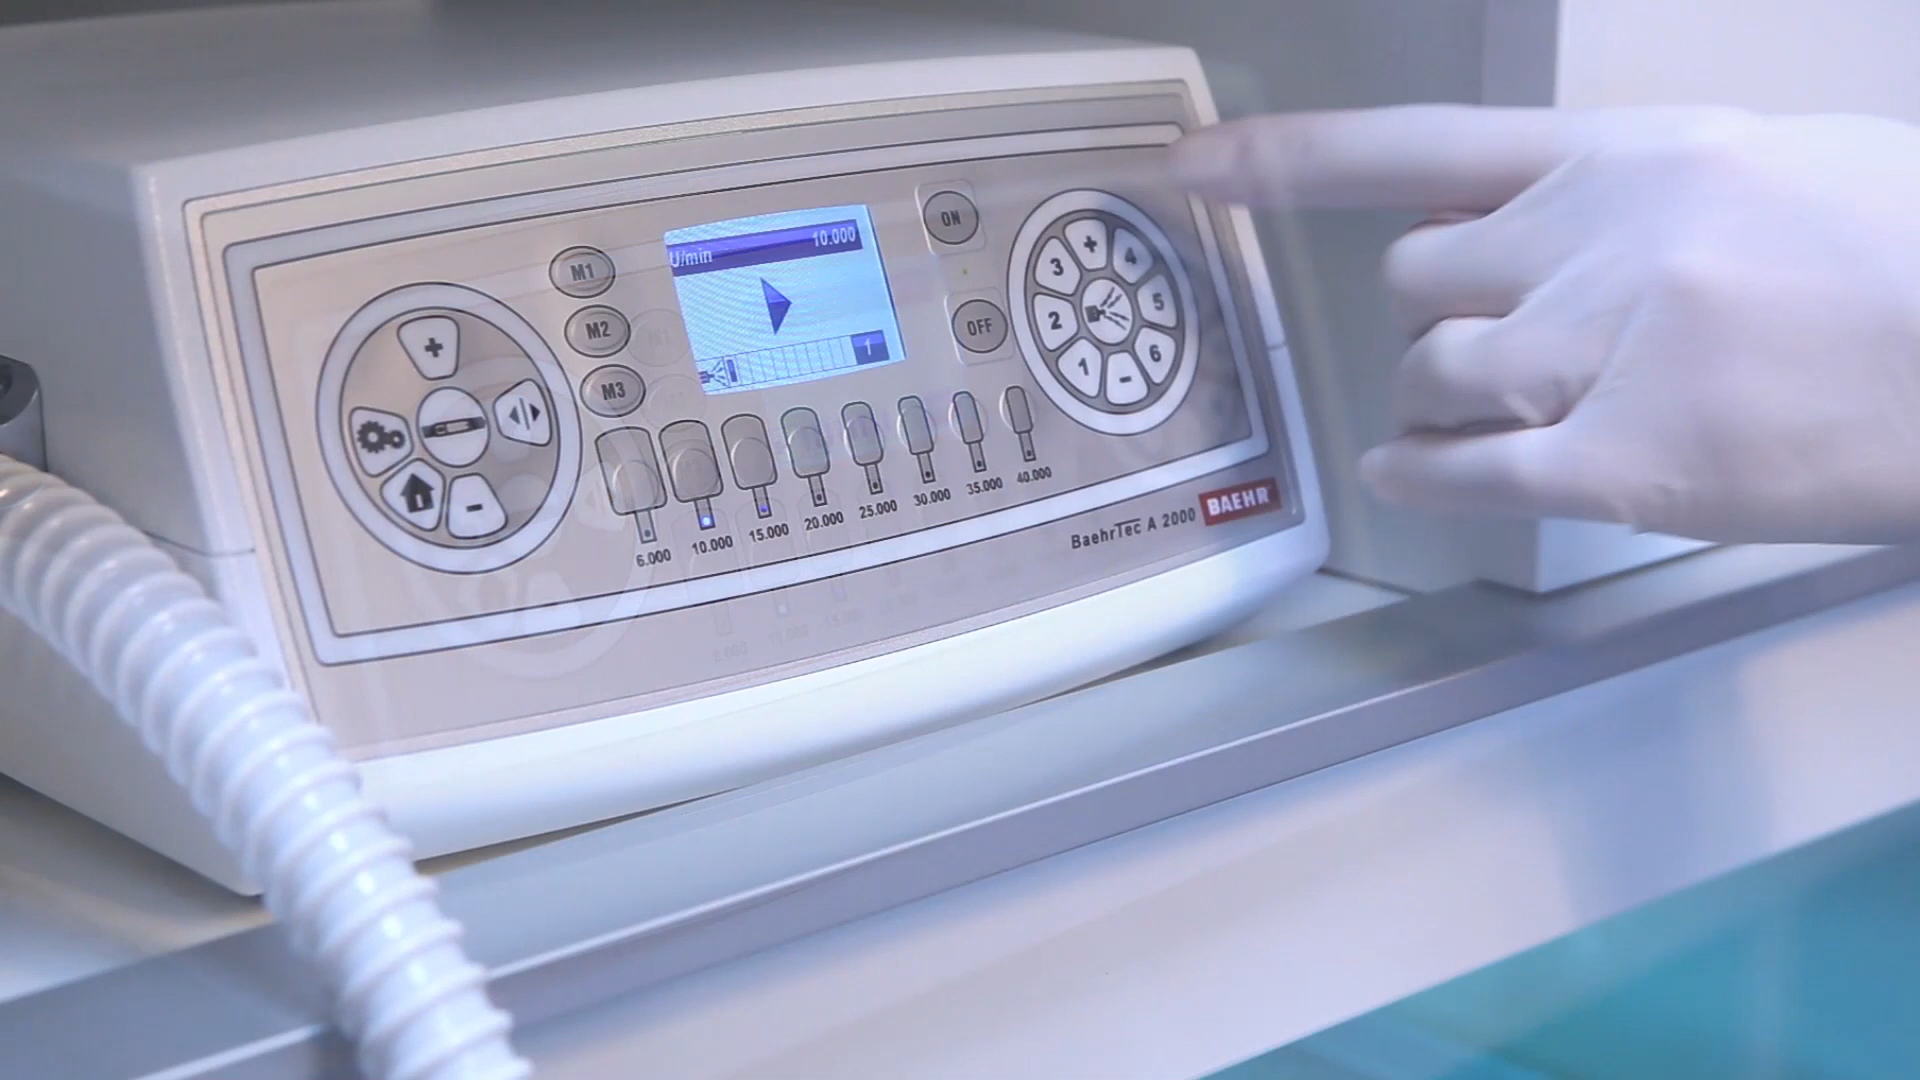 10.000
U/min
1
M1
M2
M3
ON
OFF
+
-
+
4
5
6
-
1
2
3
6.000
10.000
15.000
20.000
25.000
30.000
35.000
40.000
BaehrTec A 2000
BAEHR